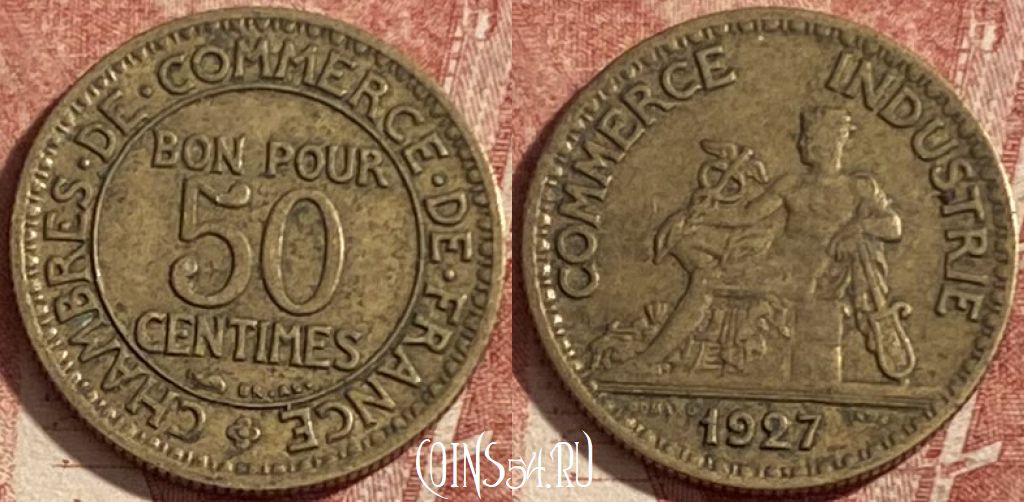 CHAMBRES·DE·COMMERCE·DE·FRANCE
BON POUR
50
CENTIMES
COMMERCE INDUSTRIE
1927
COINS54.RU